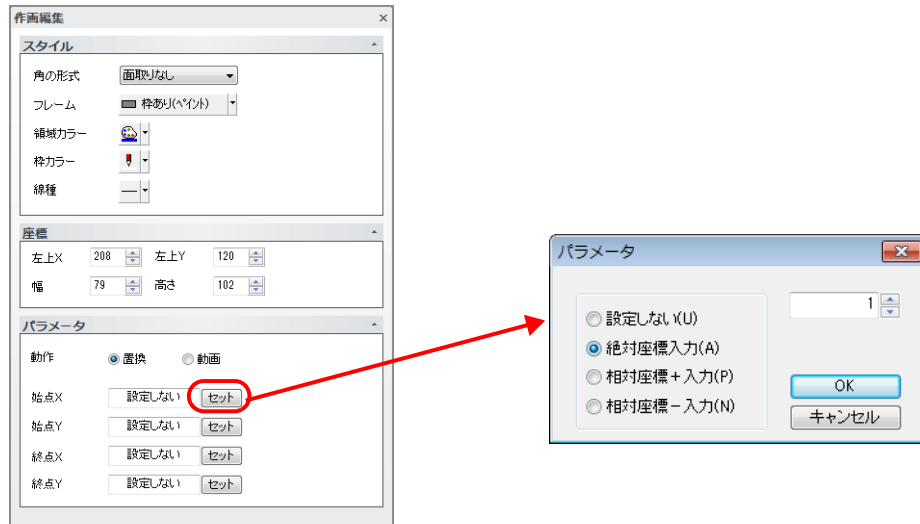 作画編集
スタイル
角の形式 面取りなし
フレーム 枠あり(ペイント)
領域カラー
枠カラー
線種
座標
左上X 208 左上Y 120
幅 79 高さ 102
パラメータ
動作 置換 動画
始点X 設定しない セット
始点Y 設定しない セット
終点X 設定しない セット
終点Y 設定しない セット
パラメータ
設定しない(U) 1
絶対座標入力(A)
相対座標+入力(P) OK
相対座標-入力(N) キャンセル